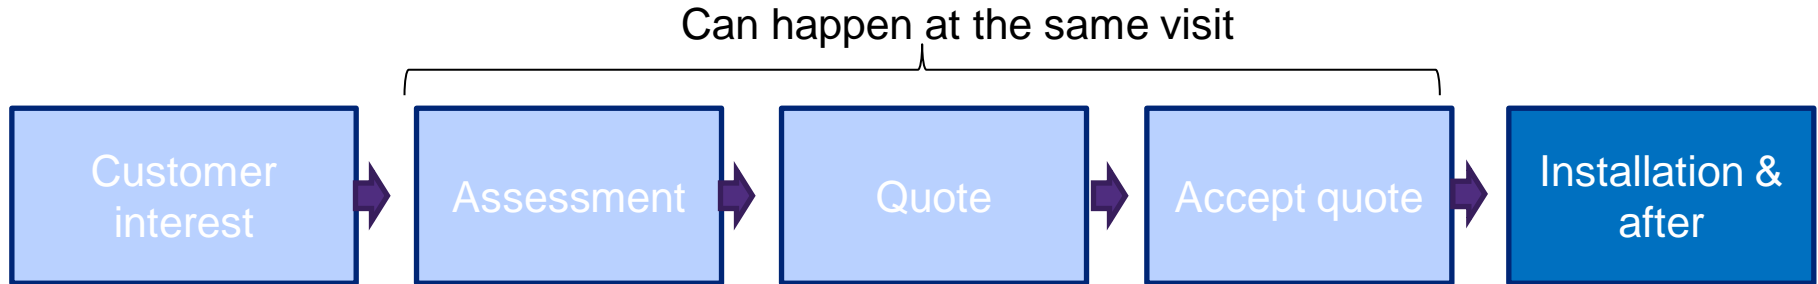 Can happen at the same visit
Customer
interest
Assessment
Quote
Accept quote
Installation &
after